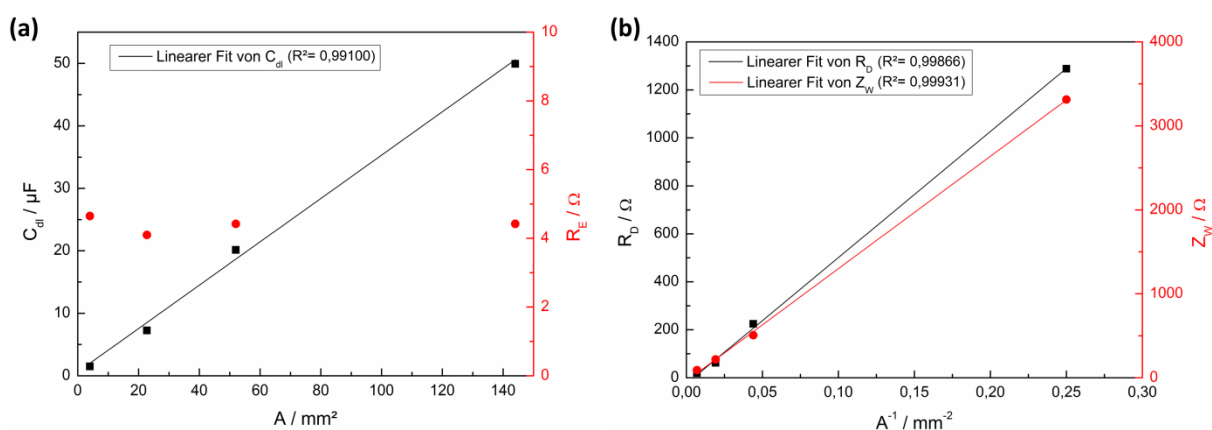 (a)
Linearer Fit von C_dl (R²= 0,99100)
C_dl / µF
50
40
30
20
10
0
0 20 40 60 80 100 120 140
A / mm²
10
8
6
4
2
0
R_E / Ω
(b)
Linearer Fit von R_D (R²= 0,99866)
Linearer Fit von Z_W (R²= 0,99931)
R_D / Ω
1400
1300
1200
1000
800
600
400
200
0
0,00 0,05 0,10 0,15 0,20 0,25 0,30
A⁻¹ / mm⁻²
4000
3000
2000
1000
0
Z_W / Ω